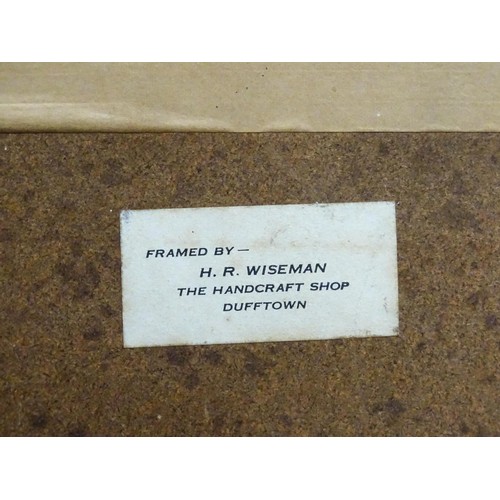 FRAMED BY —
H. R. WISEMAN
THE HANDCRAFT SHOP
DUFFTOWN